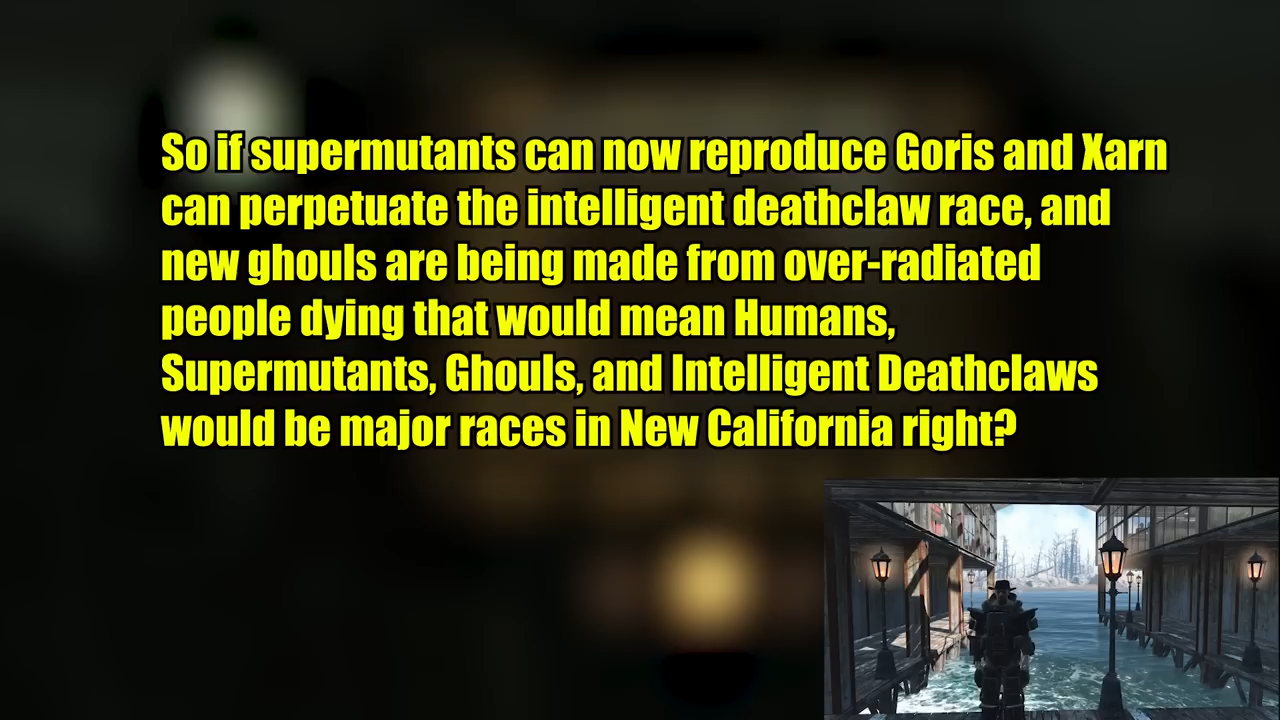 So if supermutants can now reproduce Goris and Xarn
can perpetuate the intelligent deathclaw race, and
new ghouls are being made from over-radiated
people dying that would mean Humans,
Supermutants, Ghouls, and Intelligent Deathclaws
would be major races in New California right?